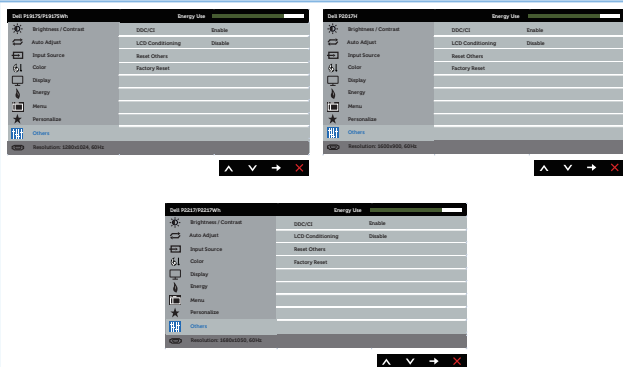 Dell P1917S/P1917SWh Energy Use
Brightness / Contrast DDC/CI Enable
Auto Adjust LCD Conditioning Disable
Input Source Reset Others
Color Factory Reset
Display
Energy
Menu
Personalize
Others
Resolution: 1280x1024, 60Hz
Dell P2017H Energy Use
Brightness / Contrast DDC/CI Enable
Auto Adjust LCD Conditioning Disable
Input Source Reset Others
Color Factory Reset
Display
Energy
Menu
Personalize
Others
Resolution: 1600x900, 60Hz
Dell P2217/P2217Wh Energy Use
Brightness / Contrast DDC/CI Enable
Auto Adjust LCD Conditioning Disable
Input Source Reset Others
Color Factory Reset
Display
Energy
Menu
Personalize
Others
Resolution: 1680x1050, 60Hz